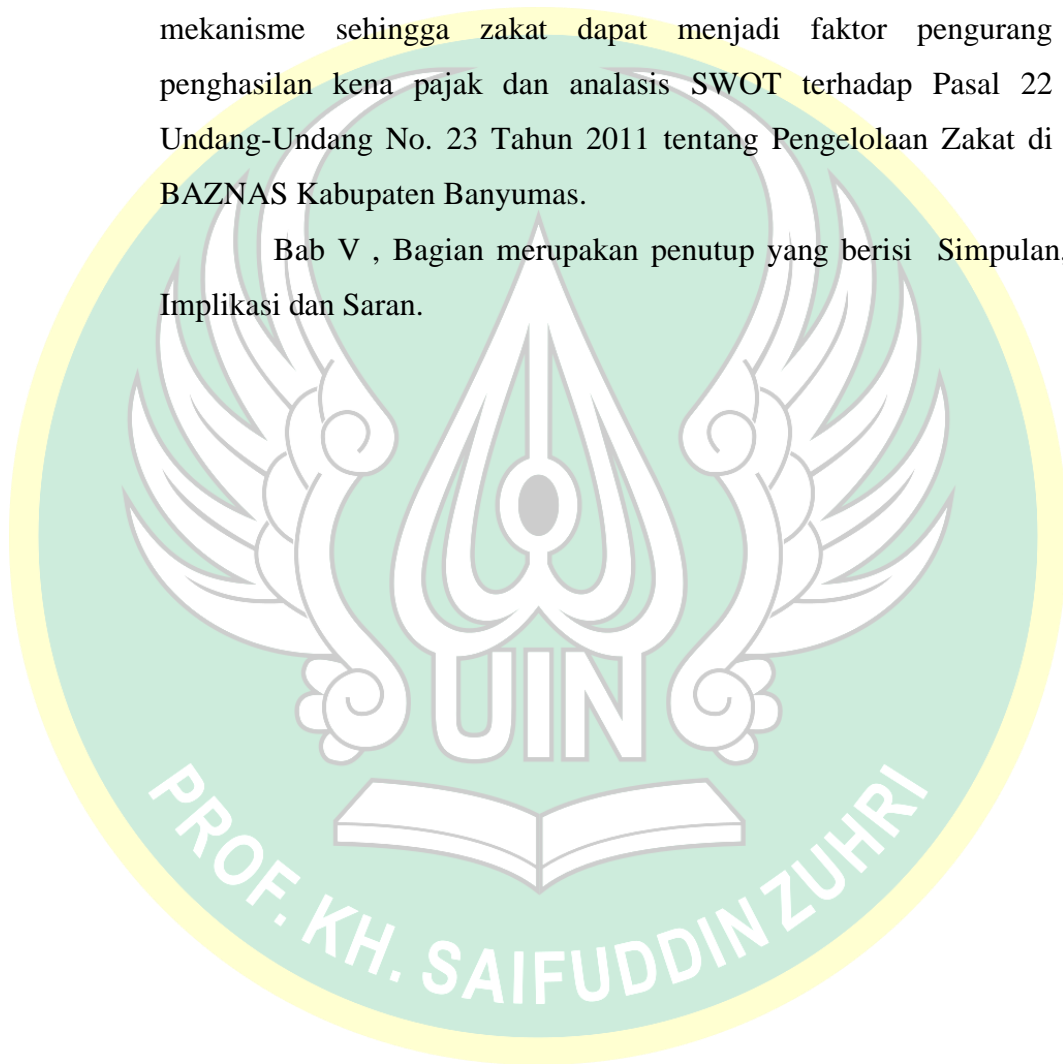 mekanisme sehingga zakat dapat menjadi faktor pengurang
penghasilan kena pajak dan analasis SWOT terhadap Pasal 22
Undang-Undang No. 23 Tahun 2011 tentang Pengelolaan Zakat di
BAZNAS Kabupaten Banyumas.
Bab V , Bagian merupakan penutup yang berisi Simpulan.
Implikasi dan Saran.
UIN
PROF. KH. SAIFUDDIN ZUHRI